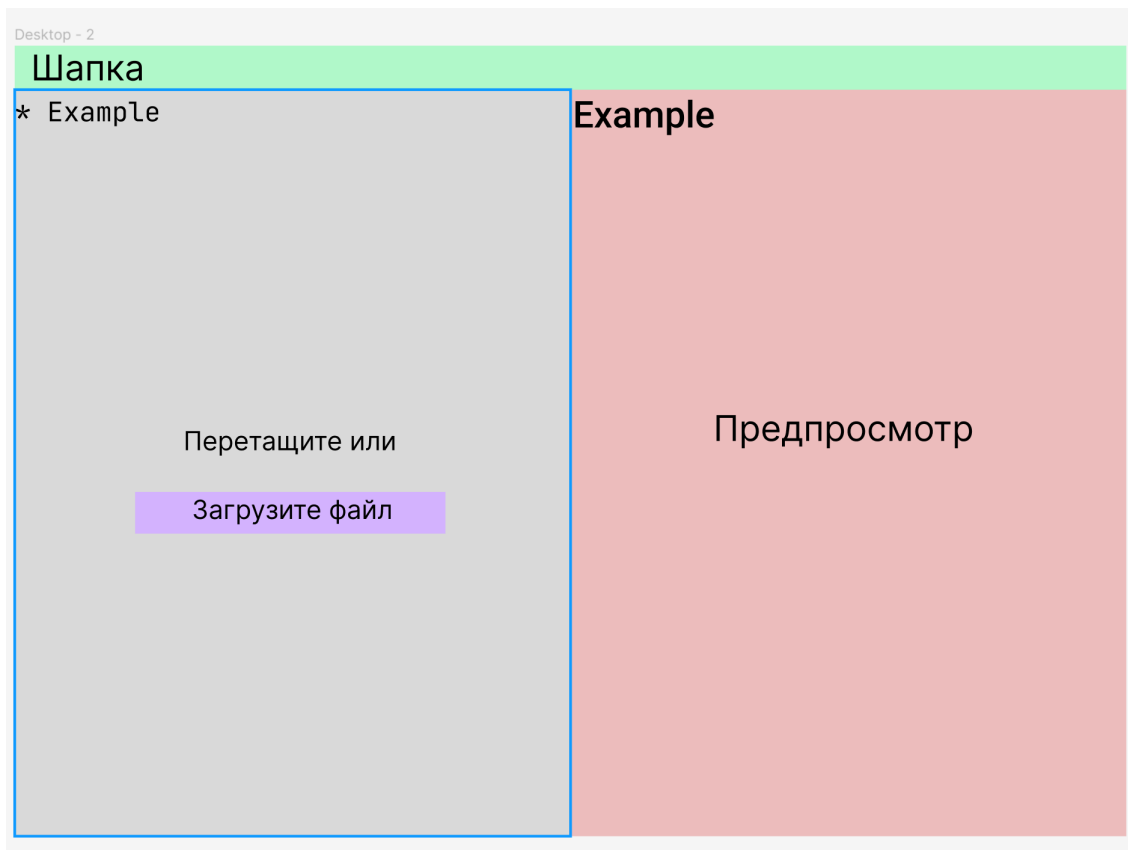 Desktop - 2
Шапка
* Example
Example
Перетащите или
Загрузите файл
Предпросмотр